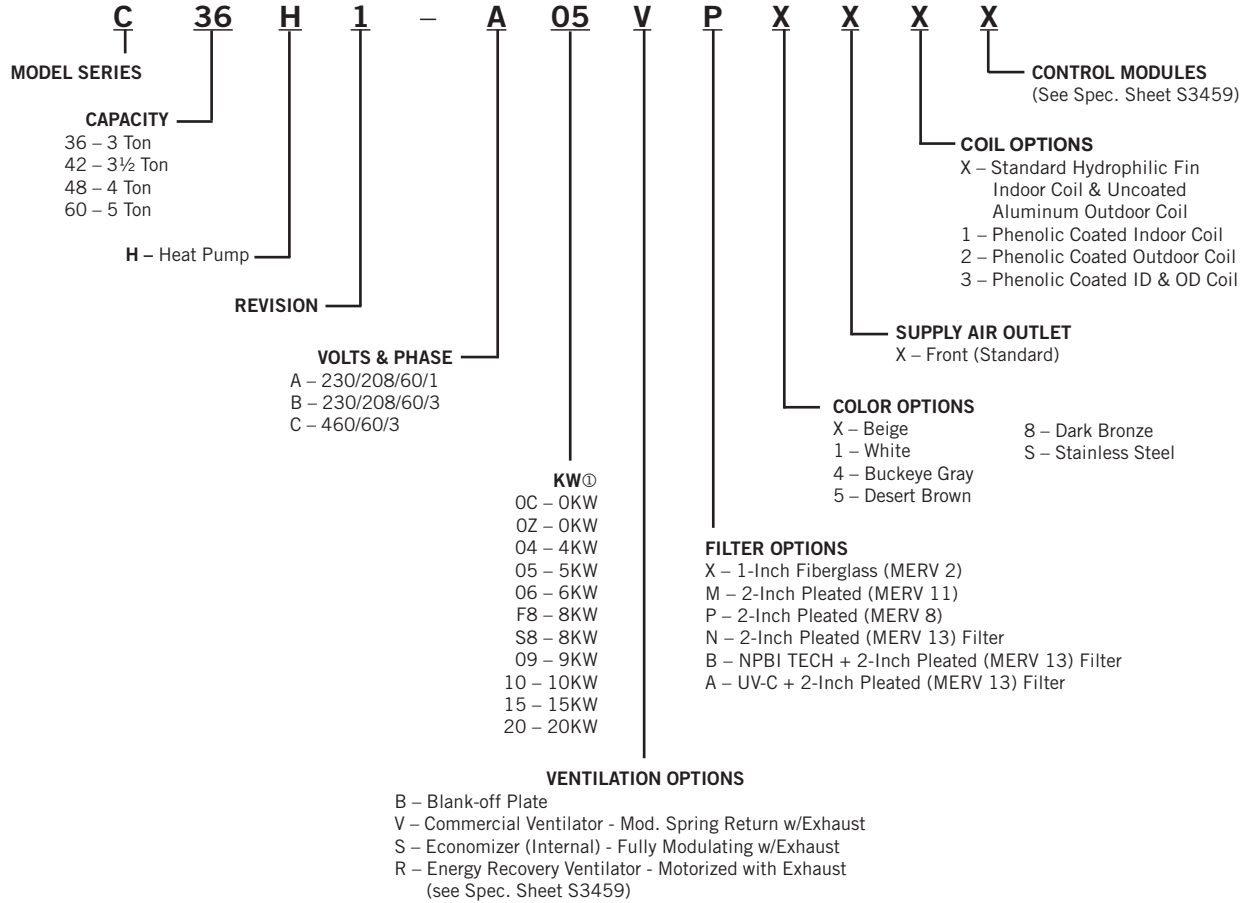 C 36 H 1 – A 05 V P X X X X
MODEL SERIES
CAPACITY
36 – 3 Ton
42 – 3½ Ton
48 – 4 Ton
60 – 5 Ton
H – Heat Pump
REVISION
VOLTS & PHASE
A – 230/208/60/1
B – 230/208/60/3
C – 460/60/3
KW①
0C – 0KW
0Z – 0KW
04 – 4KW
05 – 5KW
06 – 6KW
F8 – 8KW
S8 – 8KW
09 – 9KW
10 – 10KW
15 – 15KW
20 – 20KW
VENTILATION OPTIONS
B – Blank-off Plate
V – Commercial Ventilator - Mod. Spring Return w/Exhaust
S – Economizer (Internal) - Fully Modulating w/Exhaust
R – Energy Recovery Ventilator - Motorized with Exhaust
(see Spec. Sheet S3459)
FILTER OPTIONS
X – 1-Inch Fiberglass (MERV 2)
M – 2-Inch Pleated (MERV 11)
P – 2-Inch Pleated (MERV 8)
N – 2-Inch Pleated (MERV 13) Filter
B – NPBI TECH + 2-Inch Pleated (MERV 13) Filter
A – UV-C + 2-Inch Pleated (MERV 13) Filter
COLOR OPTIONS
X – Beige
1 – White
4 – Buckeye Gray
5 – Desert Brown
8 – Dark Bronze
S – Stainless Steel
SUPPLY AIR OUTLET
X – Front (Standard)
COIL OPTIONS
X – Standard Hydrophilic Fin
Indoor Coil & Uncoated
Aluminum Outdoor Coil
1 – Phenolic Coated Indoor Coil
2 – Phenolic Coated Outdoor Coil
3 – Phenolic Coated ID & OD Coil
CONTROL MODULES
(See Spec. Sheet S3459)